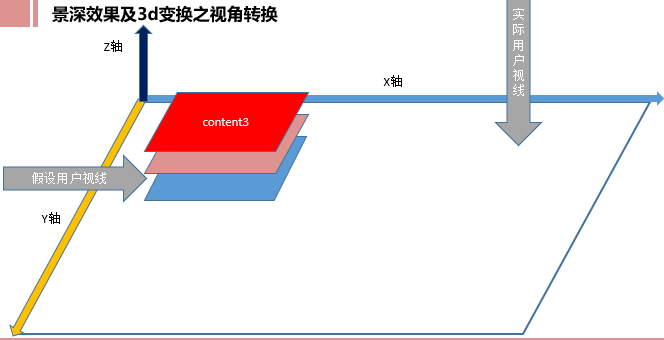 景深效果及3d变换之视角转换
Z轴
X轴
实际用户视线
content3
假设用户视线
Y轴